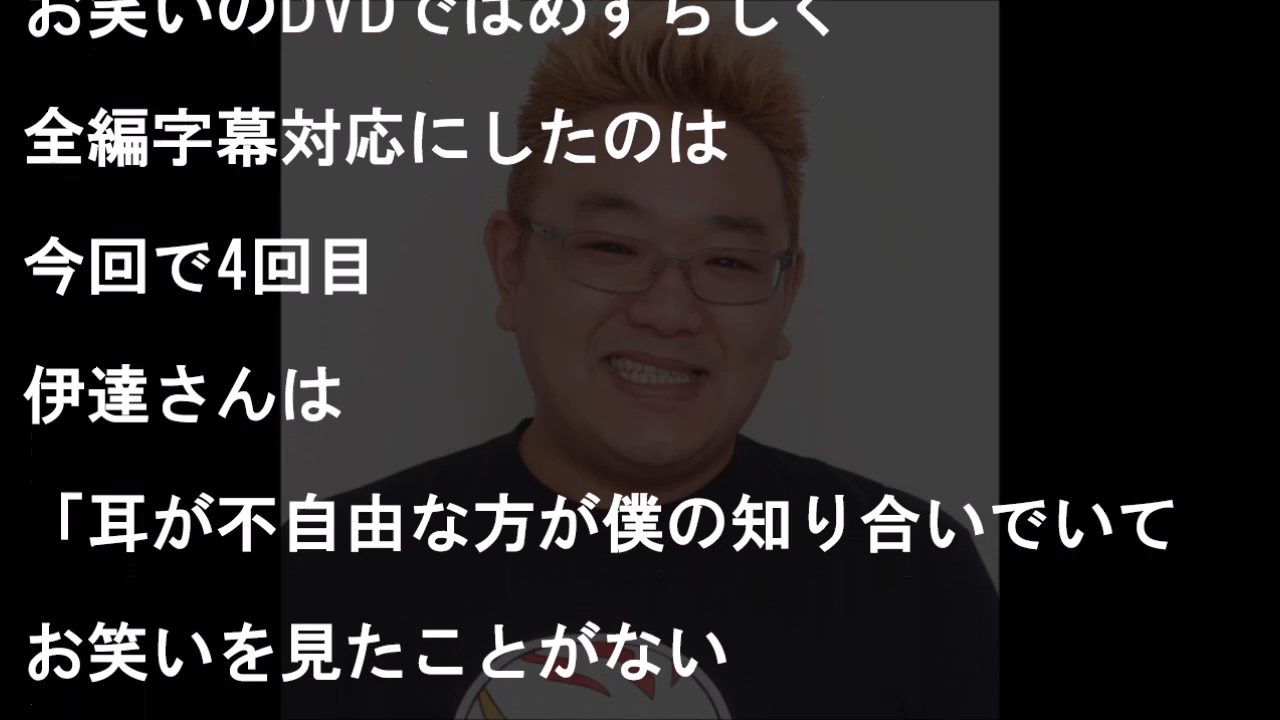 お笑いのDVDではめずらしく
全編字幕対応にしたのは
今回で4回目
伊達さんは
「耳が不自由な方が僕の知り合いでいて
お笑いを見たことがない